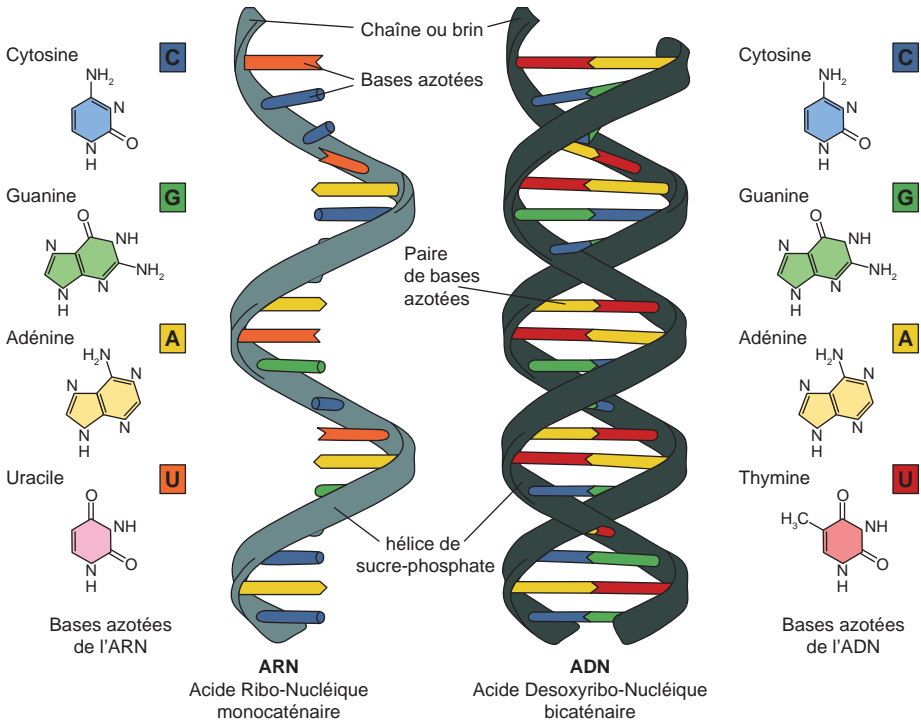 Chaîne ou brin
Bases azotées
Paire
de bases
azotées
hélice de
sucre-phosphate
Cytosine
C
NH2
N
N
H
O
Guanine
G
O
N
NH
N
H
N
NH2
Adénine
A
H2N
N
N
N
H
N
Uracile
U
O
NH
N
H
O
Bases azotées
de l'ARN
ARN
Acide Ribo-Nucléique
monocaténaire
ADN
Acide Desoxyribo-Nucléique
bicaténaire
Cytosine
C
NH2
N
N
H
O
Guanine
G
O
N
NH
N
H
N
NH2
Adénine
A
H2N
N
N
N
H
N
Thymine
U
O
H3C
NH
N
H
O
Bases azotées
de l'ADN